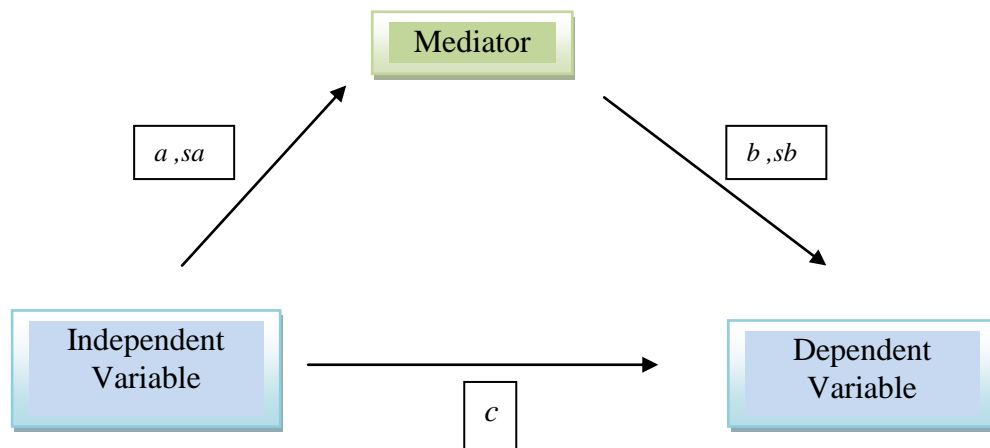 Mediator
a ,sa
b ,sb
Independent
Variable
Dependent
Variable
c